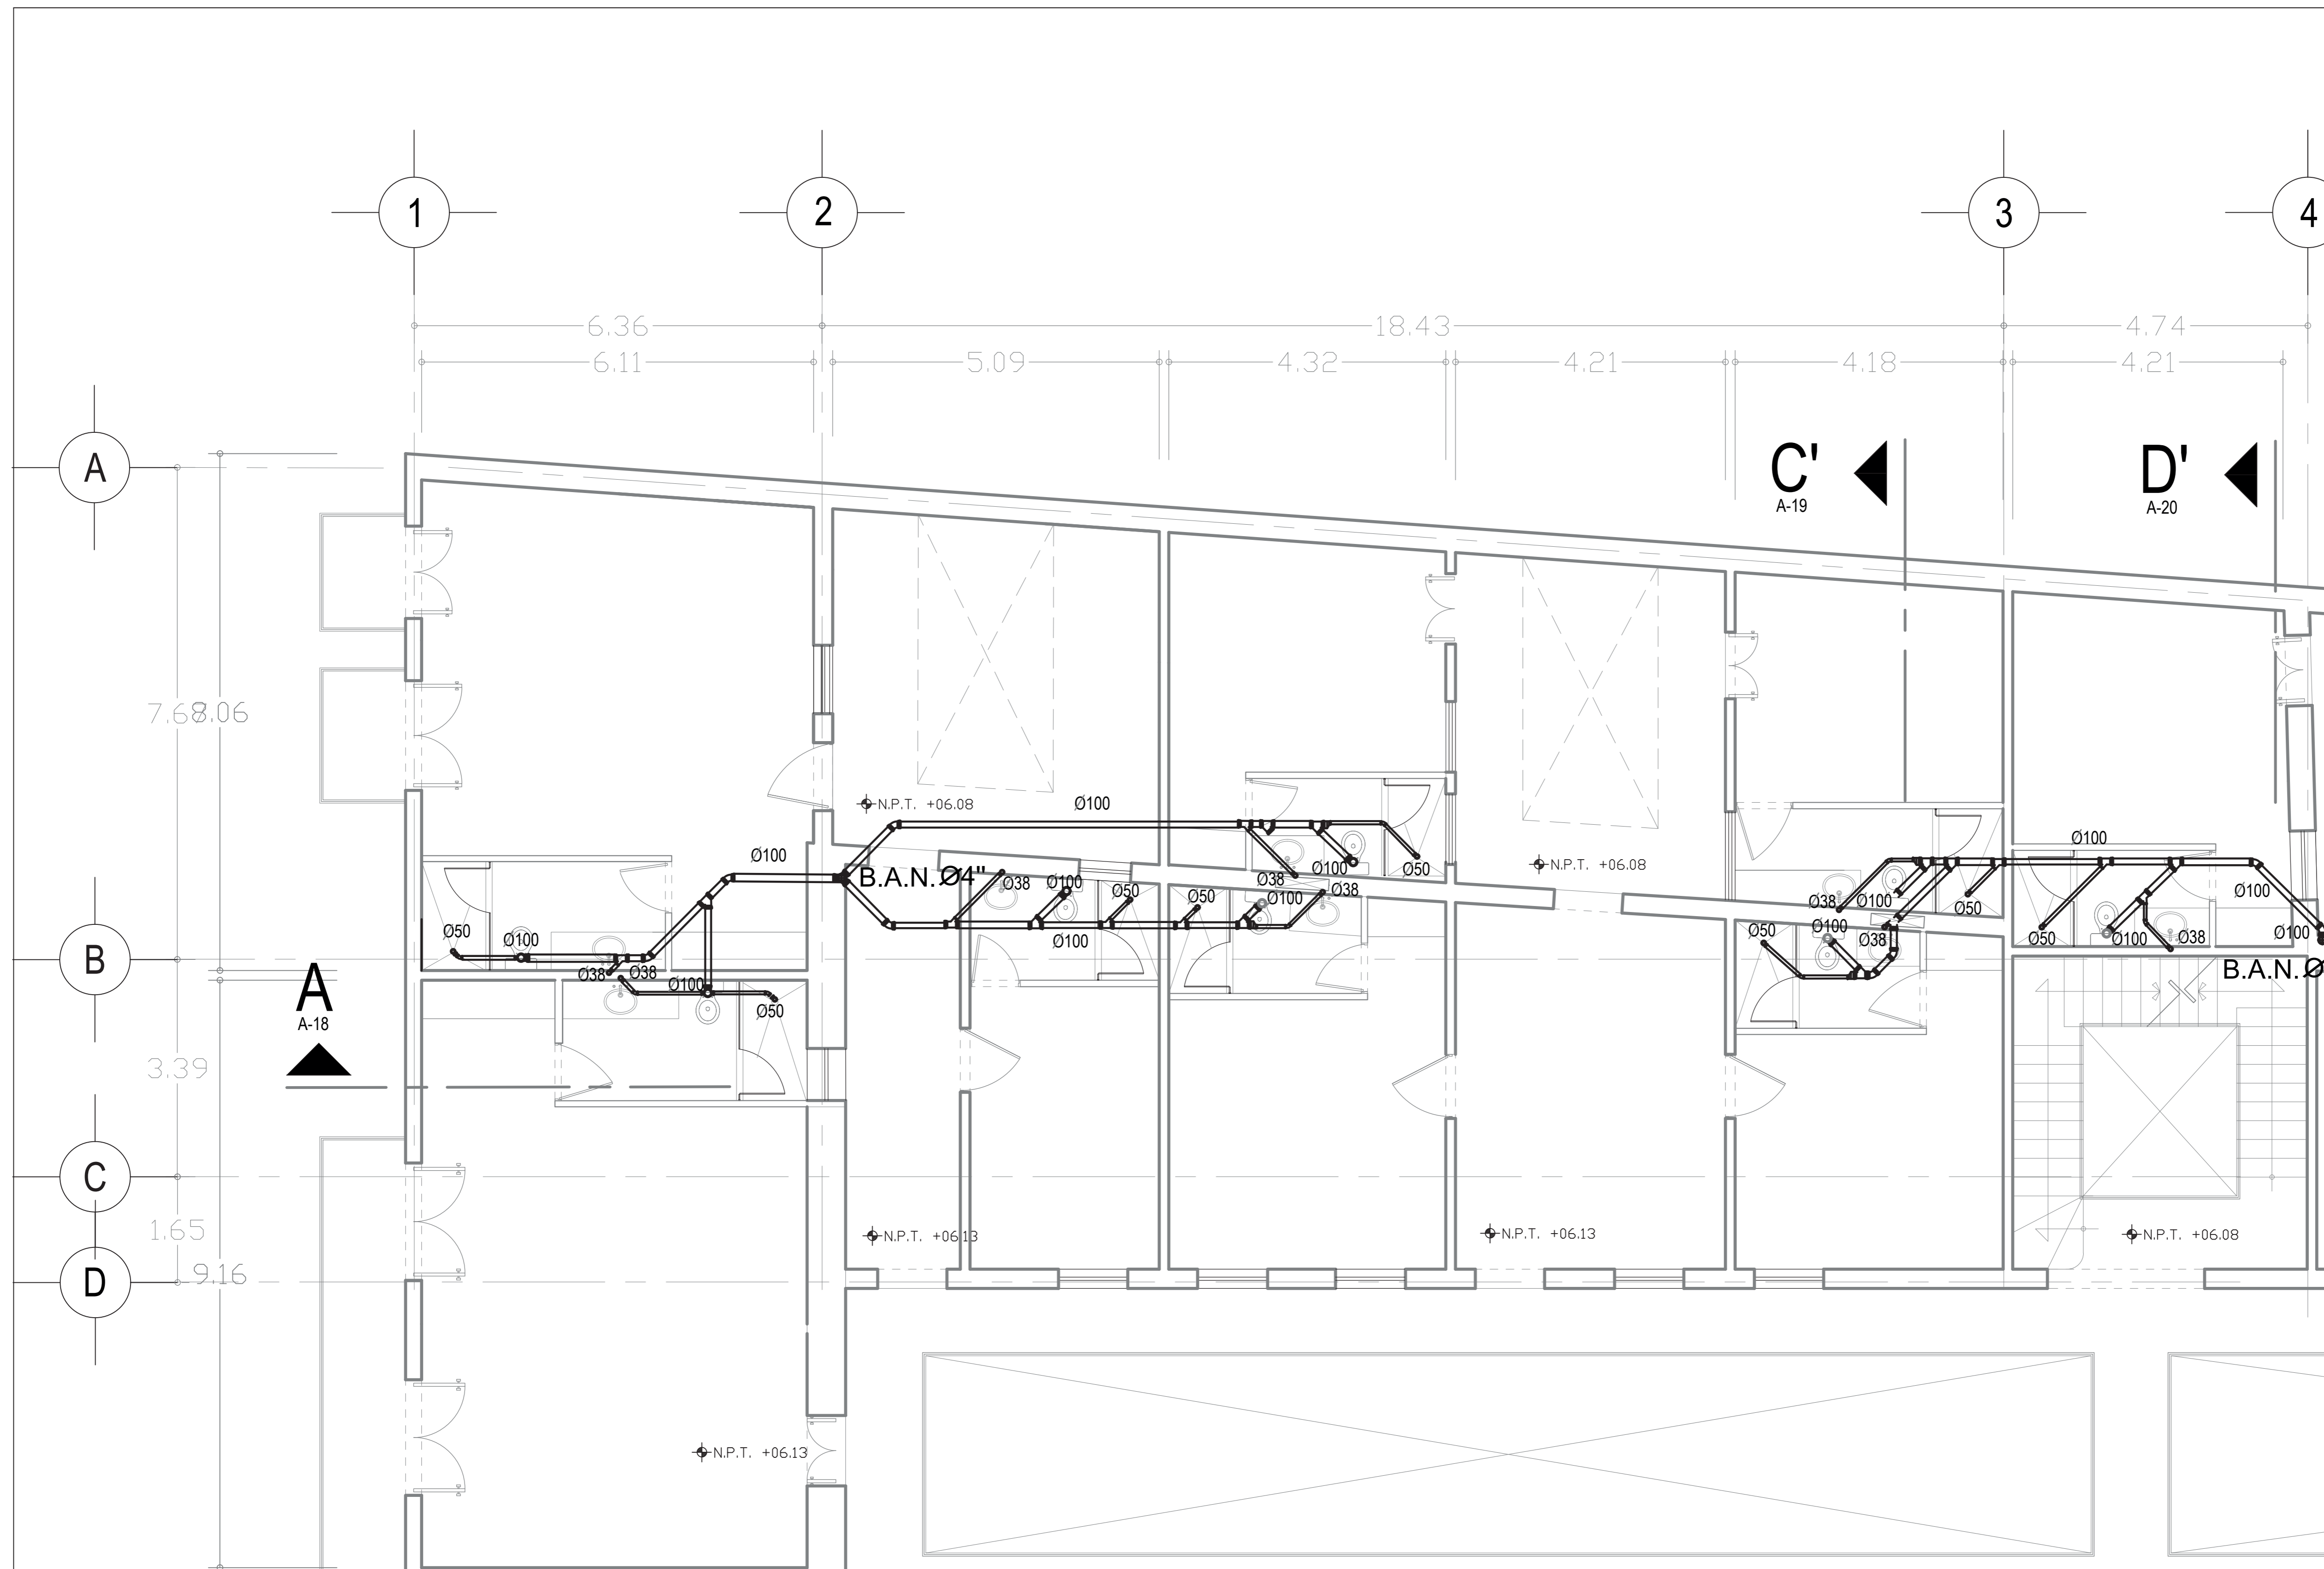 1
2
3
4
6.36
18.43
4.74
6.11
5.09
4.32
4.21
4.18
4.21
A
C'
A-19
D'
A-20
7.67
8.06
N.P.T. +06.08
Ø100
Ø100
Ø100
N.P.T. +06.08
B.A.N.Ø4"
Ø38
Ø100
Ø50
Ø50
Ø100
Ø38
Ø38
Ø100
Ø50
Ø38
Ø100
Ø50
Ø100
Ø50
Ø100
Ø38
Ø50
Ø100
Ø38
Ø100
Ø50
Ø100
Ø38
Ø100
B
Ø38
Ø38
Ø100
Ø50
B.A.N.Ø
A
A-18
3.39
C
1.65
N.P.T. +06.13
N.P.T. +06.13
N.P.T. +06.08
D
9.16
N.P.T. +06.13